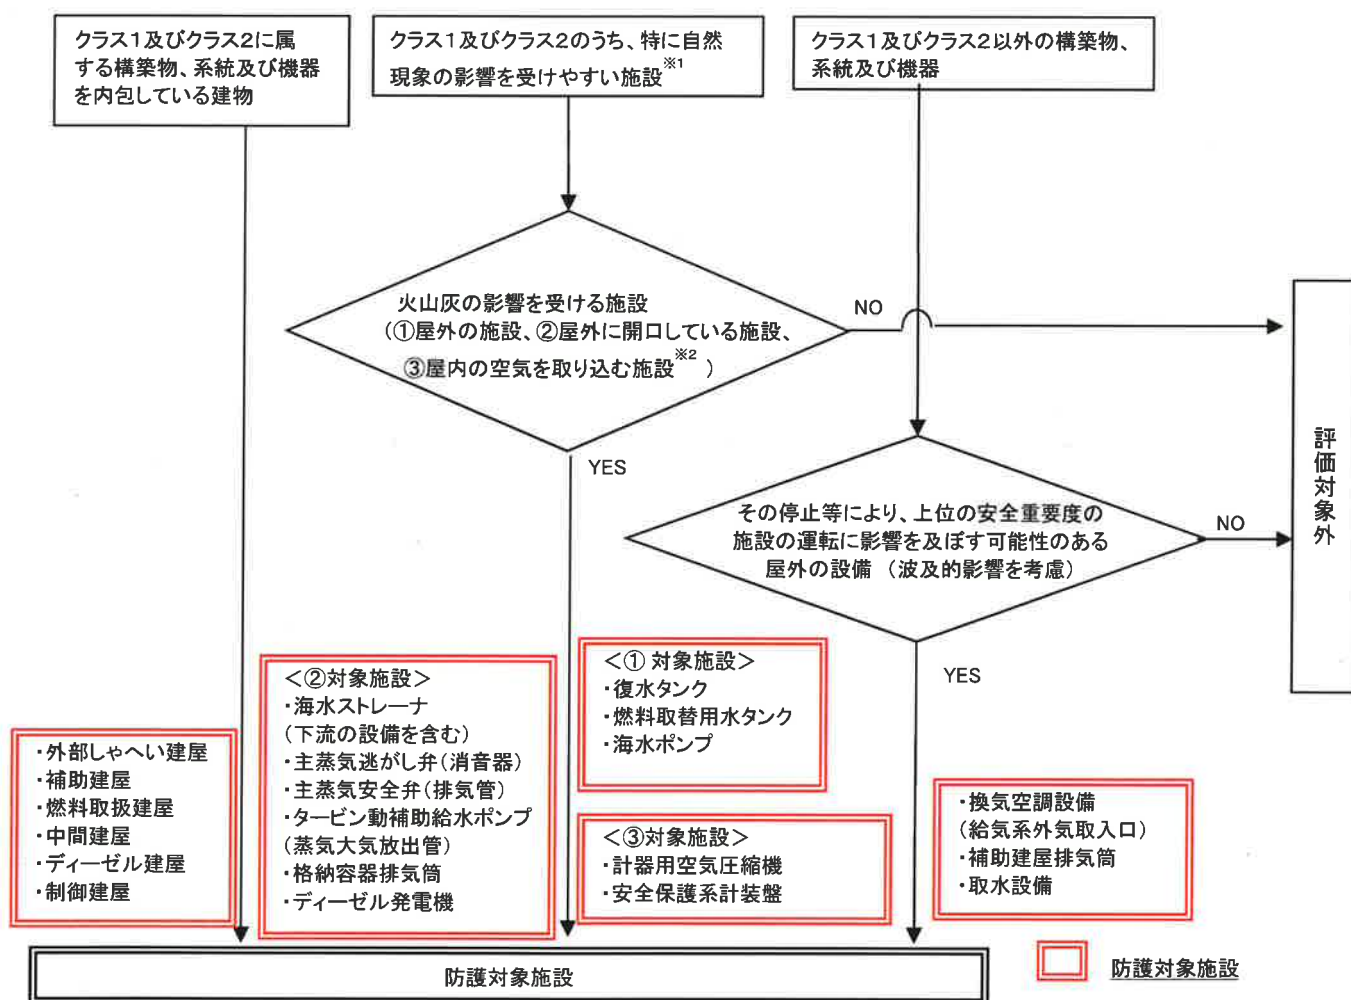 クラス1及びクラス2に属
する構築物、系統及び機器
を内包している建物
クラス1及びクラス2のうち、特に自然
現象の影響を受けやすい施設※1
クラス1及びクラス2以外の構築物、
系統及び機器
火山灰の影響を受ける施設
(①屋外の施設、②屋外に開口している施設、
③屋内の空気を取り込む施設※2 )
NO
YES
その停止等により、上位の安全重要度の
施設の運転に影響を及ぼす可能性のある
屋外の設備 (波及的影響を考慮)
NO
YES
評価対象外
・外部しゃへい建屋
・補助建屋
・燃料取扱建屋
・中間建屋
・ディーゼル建屋
・制御建屋
<②対象施設>
・海水ストレーナ
(下流の設備を含む)
・主蒸気逃がし弁(消音器)
・主蒸気安全弁(排気管)
・タービン動補助給水ポンプ
(蒸気大気放出管)
・格納容器排気筒
・ディーゼル発電機
<① 対象施設>
・復水タンク
・燃料取替用水タンク
・海水ポンプ
<③対象施設>
・計器用空気圧縮機
・安全保護系計装盤
・換気空調設備
(給気系外気取入口)
・補助建屋排気筒
・取水設備
防護対象施設
防護対象施設